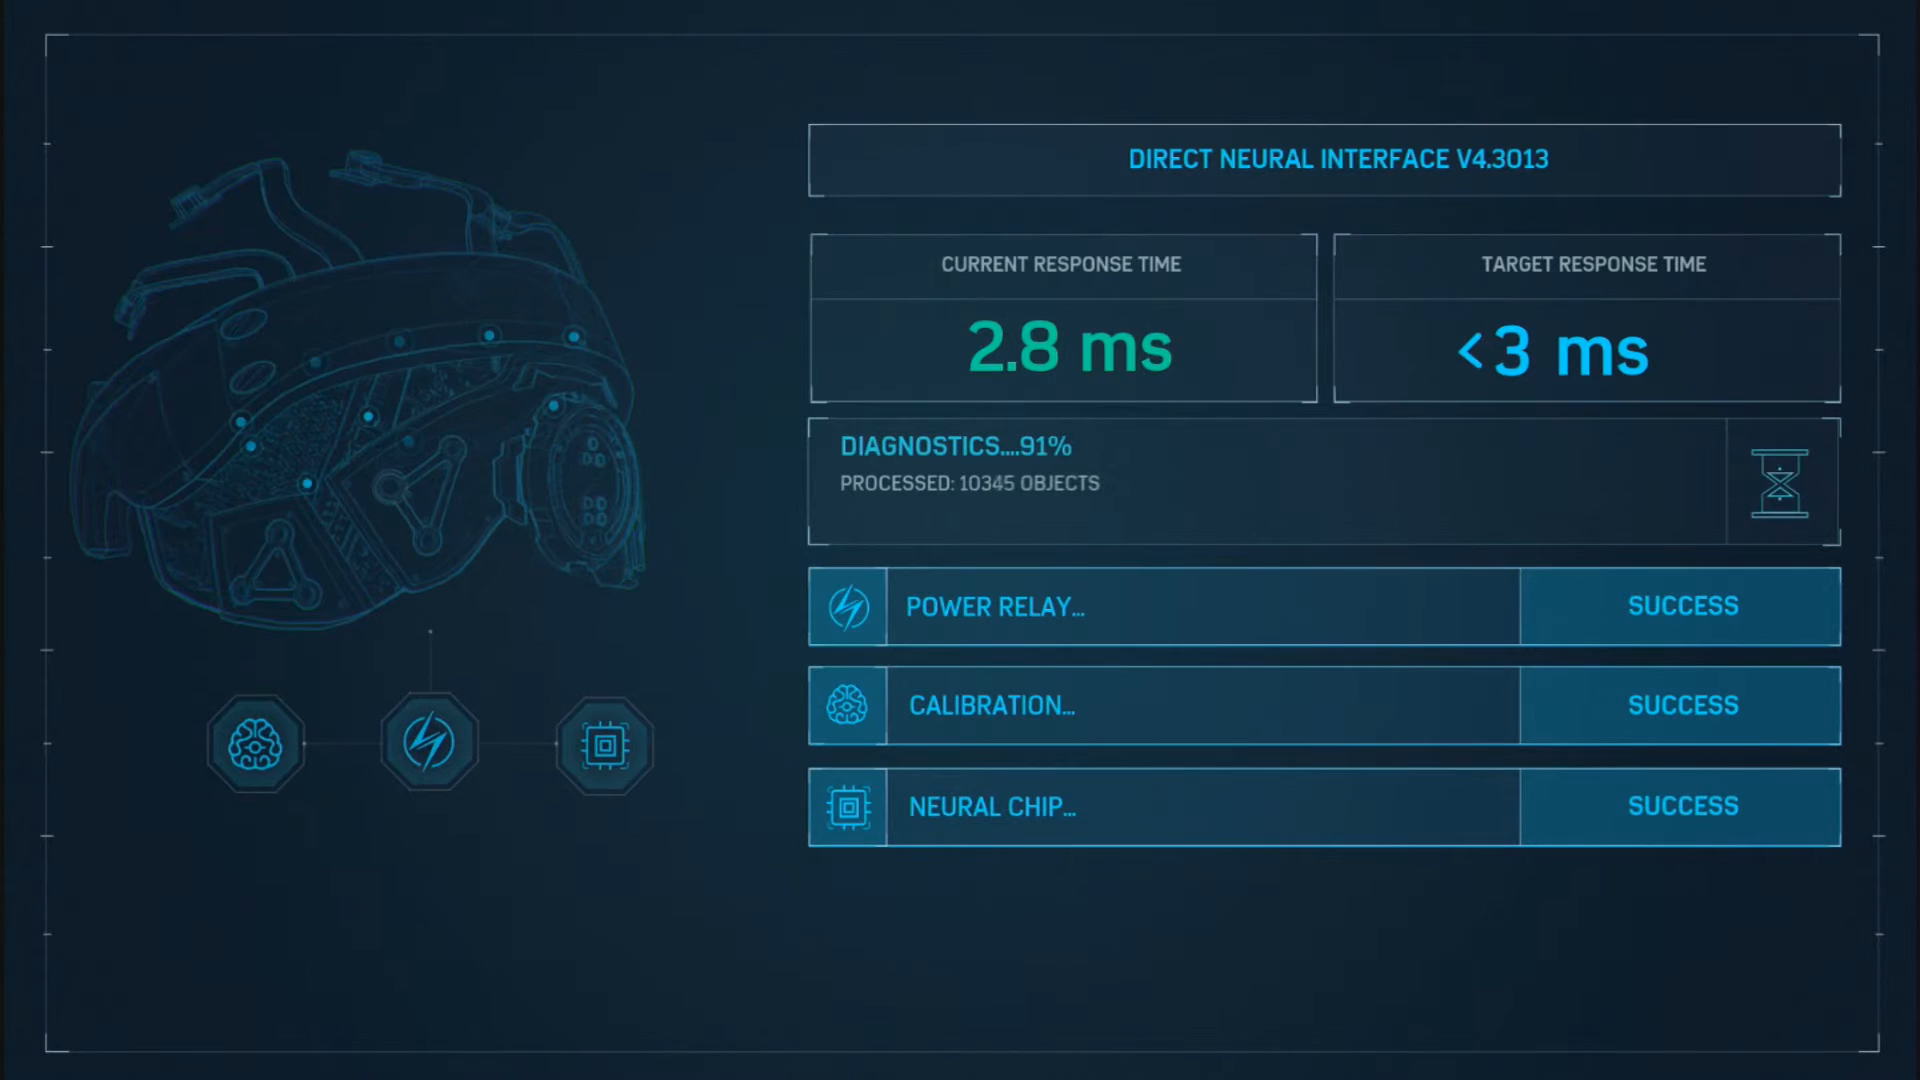 DIRECT NEURAL INTERFACE V4.3013
CURRENT RESPONSE TIME
2.8 ms
TARGET RESPONSE TIME
<3 ms
DIAGNOSTICS....91%
PROCESSED: 10345 OBJECTS
POWER RELAY...
SUCCESS
CALIBRATION...
SUCCESS
NEURAL CHIP...
SUCCESS